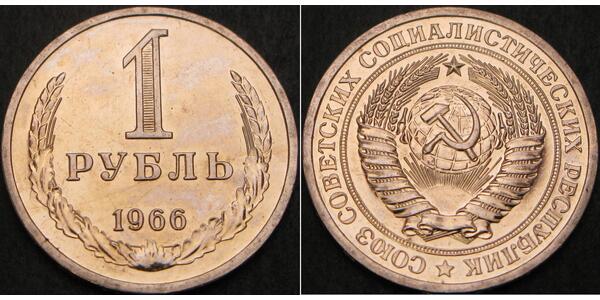 1
РУБЛЬ
1966
СОЮЗ СОВЕТСКИХ СОЦИАЛИСТИЧЕСКИХ РЕСПУБЛИК